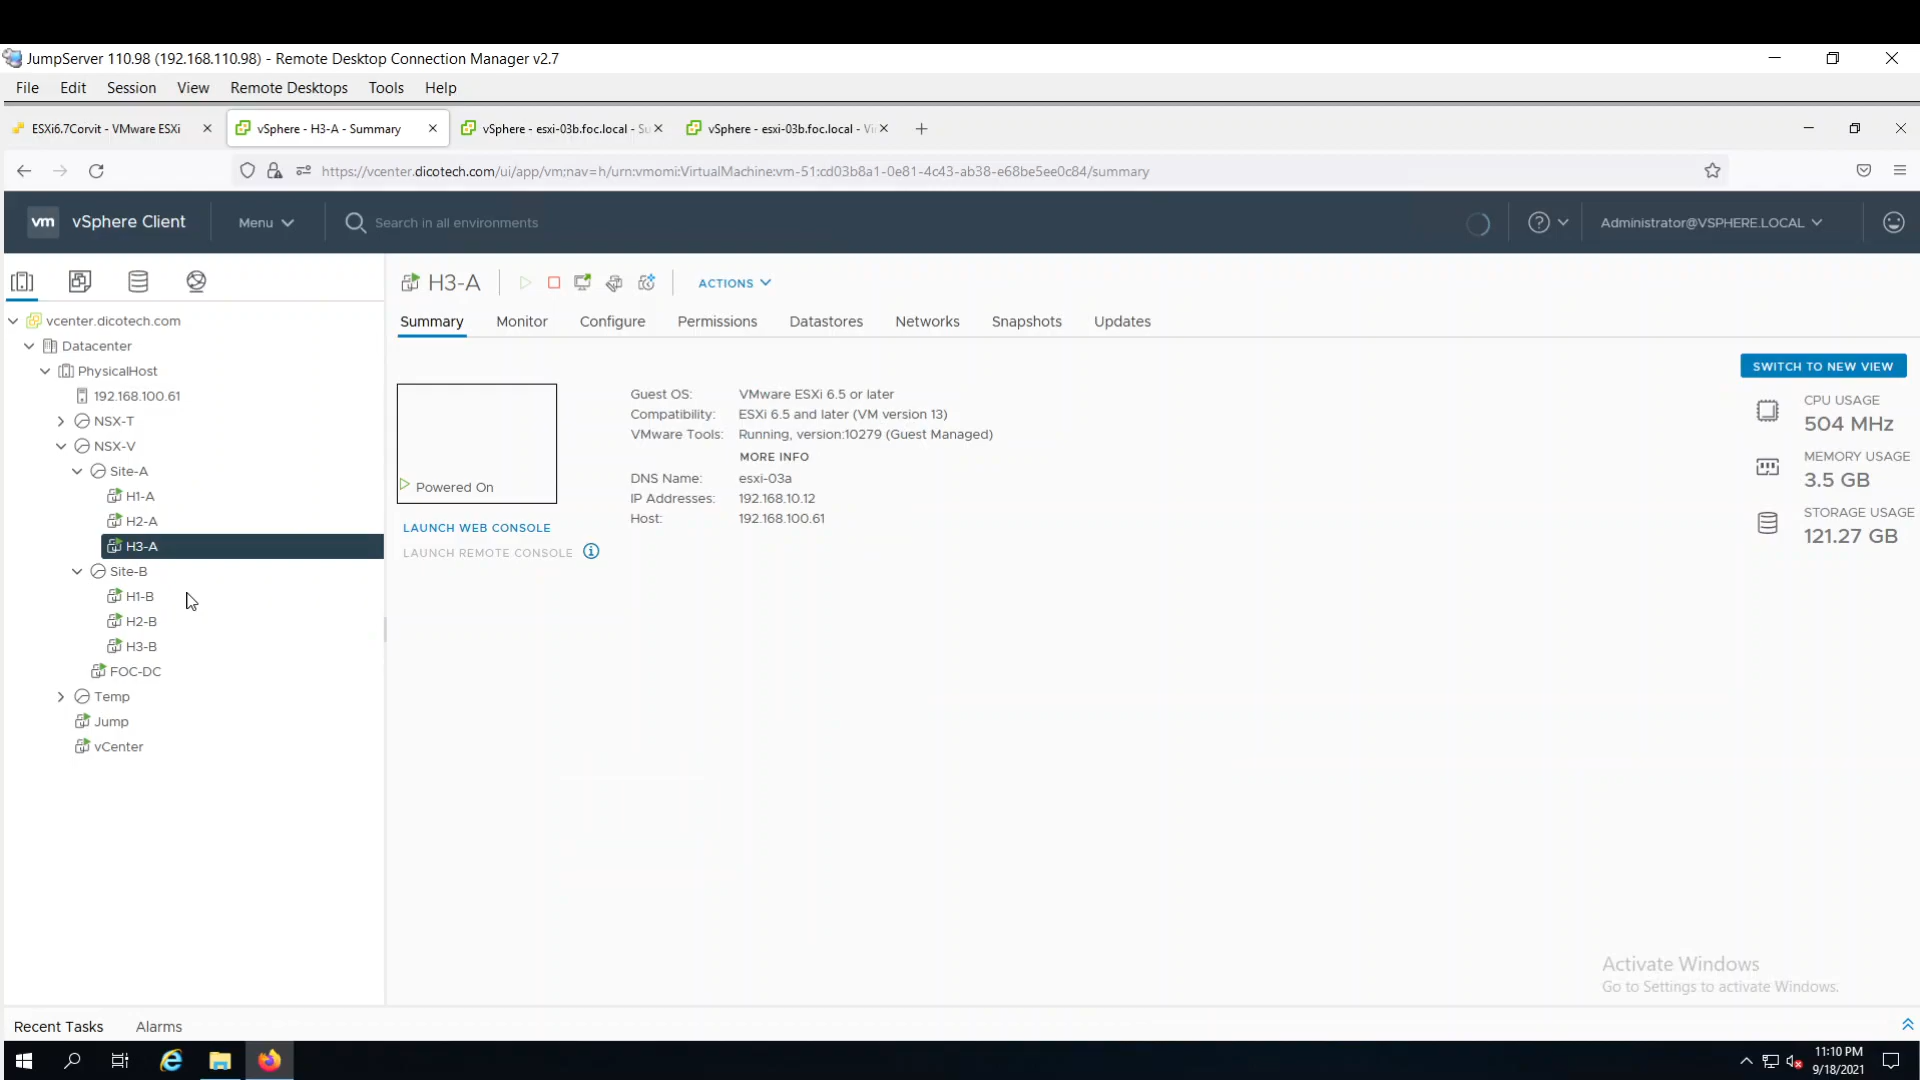 JumpServer 110.98 (192.168.110.98) - Remote Desktop Connection Manager v2.7
File Edit Session View Remote Desktops Tools Help
ESXi6.7Corvit - VMware ESXi
vSphere - H3-A - Summary
vSphere - esxi-03b.foc.local - Su
vSphere - esxi-03b.foc.local - Vi
https://vcenter.dicotech.com/ui/app/vm;nav=h/urn:vmomi:VirtualMachine:vm-51:cd03b8a1-0e81-4c43-ab38-e68be5ee0c84/summary
vm vSphere Client Menu Search in all environments Administrator@VSPHERE.LOCAL
vcenter.dicotech.com
Datacenter
PhysicalHost
192.168.100.61
NSX-T
NSX-V
Site-A
H1-A
H2-A
H3-A
Site-B
H1-B
H2-B
H3-B
FOC-DC
Temp
Jump
vCenter
H3-A ACTIONS
Summary Monitor Configure Permissions Datastores Networks Snapshots Updates
Powered On
LAUNCH WEB CONSOLE
LAUNCH REMOTE CONSOLE
Guest OS: VMware ESXi 6.5 or later
Compatibility: ESXi 6.5 and later (VM version 13)
VMware Tools: Running, version:10279 (Guest Managed)
MORE INFO
DNS Name: esxi-03a
IP Addresses: 192.168.10.12
Host: 192.168.100.61
SWITCH TO NEW VIEW
CPU USAGE
504 MHz
MEMORY USAGE
3.5 GB
STORAGE USAGE
121.27 GB
Activate Windows
Go to Settings to activate Windows.
Recent Tasks Alarms
11:10 PM
9/18/2021